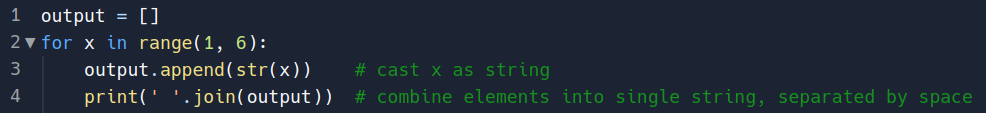 1 output = []
2 ▼ for x in range(1, 6):
3     output.append(str(x))    # cast x as string
4     print(' '.join(output))  # combine elements into single string, separated by space